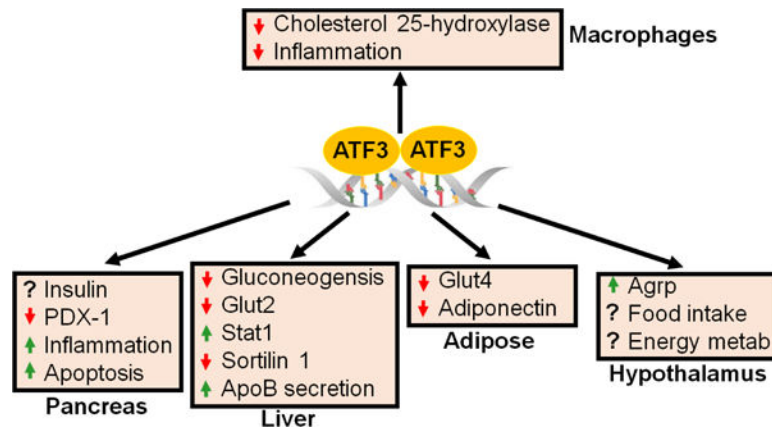 ↓ Cholesterol 25-hydroxylase
↓ Inflammation
Macrophages
ATF3 ATF3
? Insulin
↓ PDX-1
↑ Inflammation
↑ Apoptosis
Pancreas
↓ Gluconeogensis
↓ Glut2
↑ Stat1
↓ Sortilin 1
↑ ApoB secretion
Liver
↓ Glut4
↓ Adiponectin
Adipose
↑ Agrp
? Food intake
? Energy metab
Hypothalamus